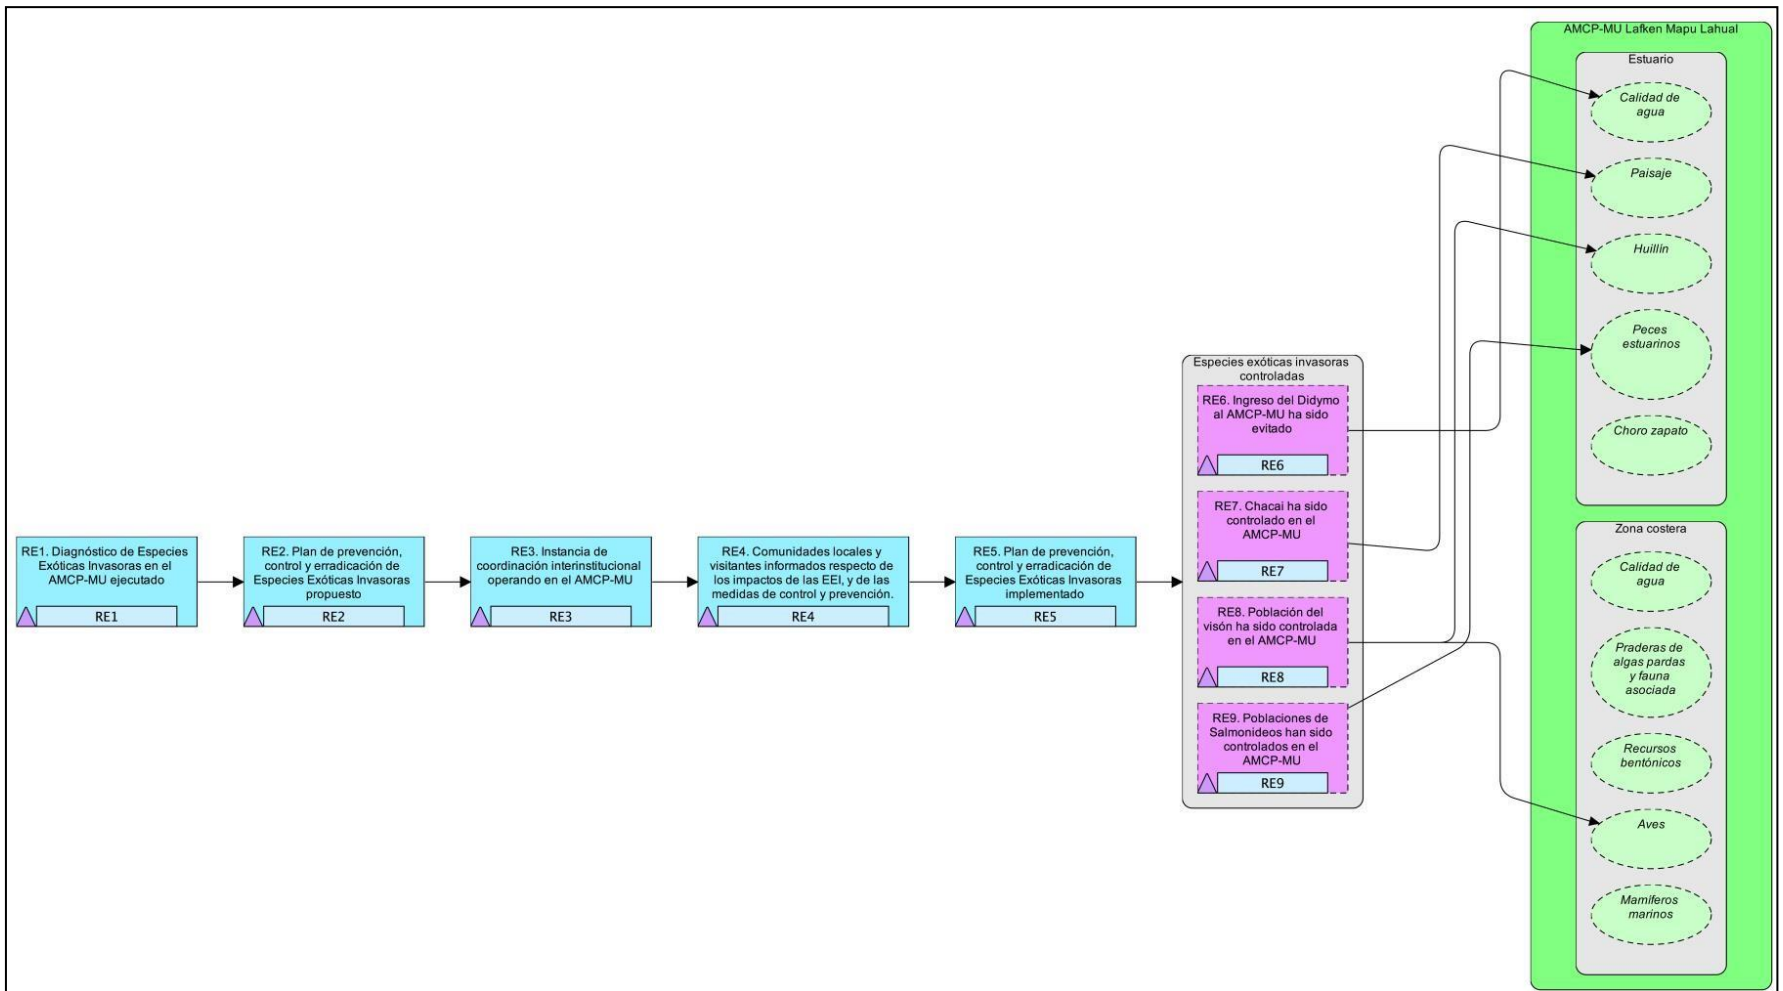 RE1. Diagnóstico de Especies
Exóticas Invasoras en el
AMCP-MU ejecutado
RE1
RE2. Plan de prevención,
control y erradicación de
Especies Exóticas Invasoras
propuesto
RE2
RE3. Instancia de
coordinación interinstitucional
operando en el AMCP-MU
RE3
RE4. Comunidades locales y
visitantes informados respecto de
los impactos de las EEI, y de las
medidas de control y prevención.
RE4
RE5. Plan de prevención,
control y erradicación de
Especies Exóticas Invasoras
implementado
RE5
Especies exóticas invasoras
controladas
RE6. Ingreso del Didymo
al AMCP-MU ha sido
evitado
RE6
RE7. Chacai ha sido
controlado en el
AMCP-MU
RE7
RE8. Población del
visón ha sido controlada
en el AMCP-MU
RE8
RE9. Poblaciones de
Salmonideos han sido
controlados en el
AMCP-MU
RE9
AMCP-MU Lafken Mapu Lahual
Estuario
Calidad de
agua
Paisaje
Huillín
Peces
estuarinos
Choro zapato
Zona costera
Calidad de
agua
Praderas de
algas pardas
y fauna
asociada
Recursos
bentónicos
Aves
Mamíferos
marinos